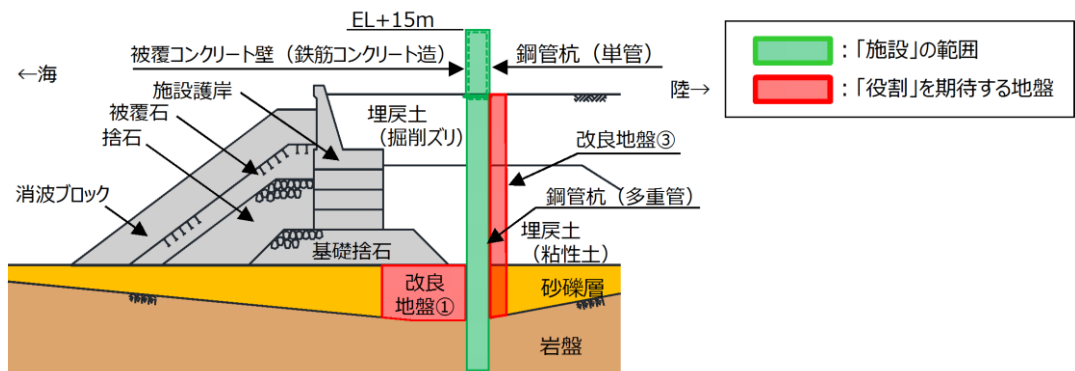 EL+15m
被覆コンクリート壁（鉄筋コンクリート造）
鋼管杭（単管）
←海
陸→
施設護岸
被覆石
捨石
埋戻土
（掘削ズリ）
改良地盤③
消波ブロック
鋼管杭（多重管）
埋戻土
（粘性土）
基礎捨石
改良
地盤①
砂礫層
岩盤
：「施設」の範囲
：「役割」を期待する地盤